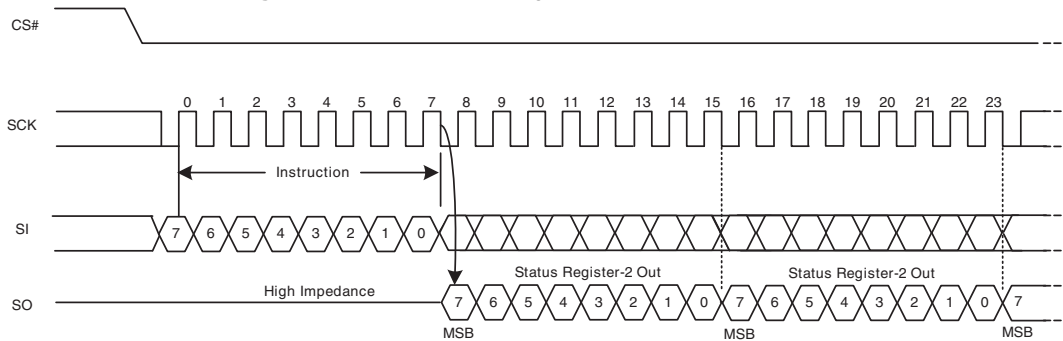 CS#
0 1 2 3 4 5 6 7 8 9 10 11 12 13 14 15 16 17 18 19 20 21 22 23
SCK
Instruction
SI
7 6 5 4 3 2 1 0
Status Register-2 Out Status Register-2 Out
High Impedance
SO
7 6 5 4 3 2 1 0 7 6 5 4 3 2 1 0 7
MSB MSB MSB